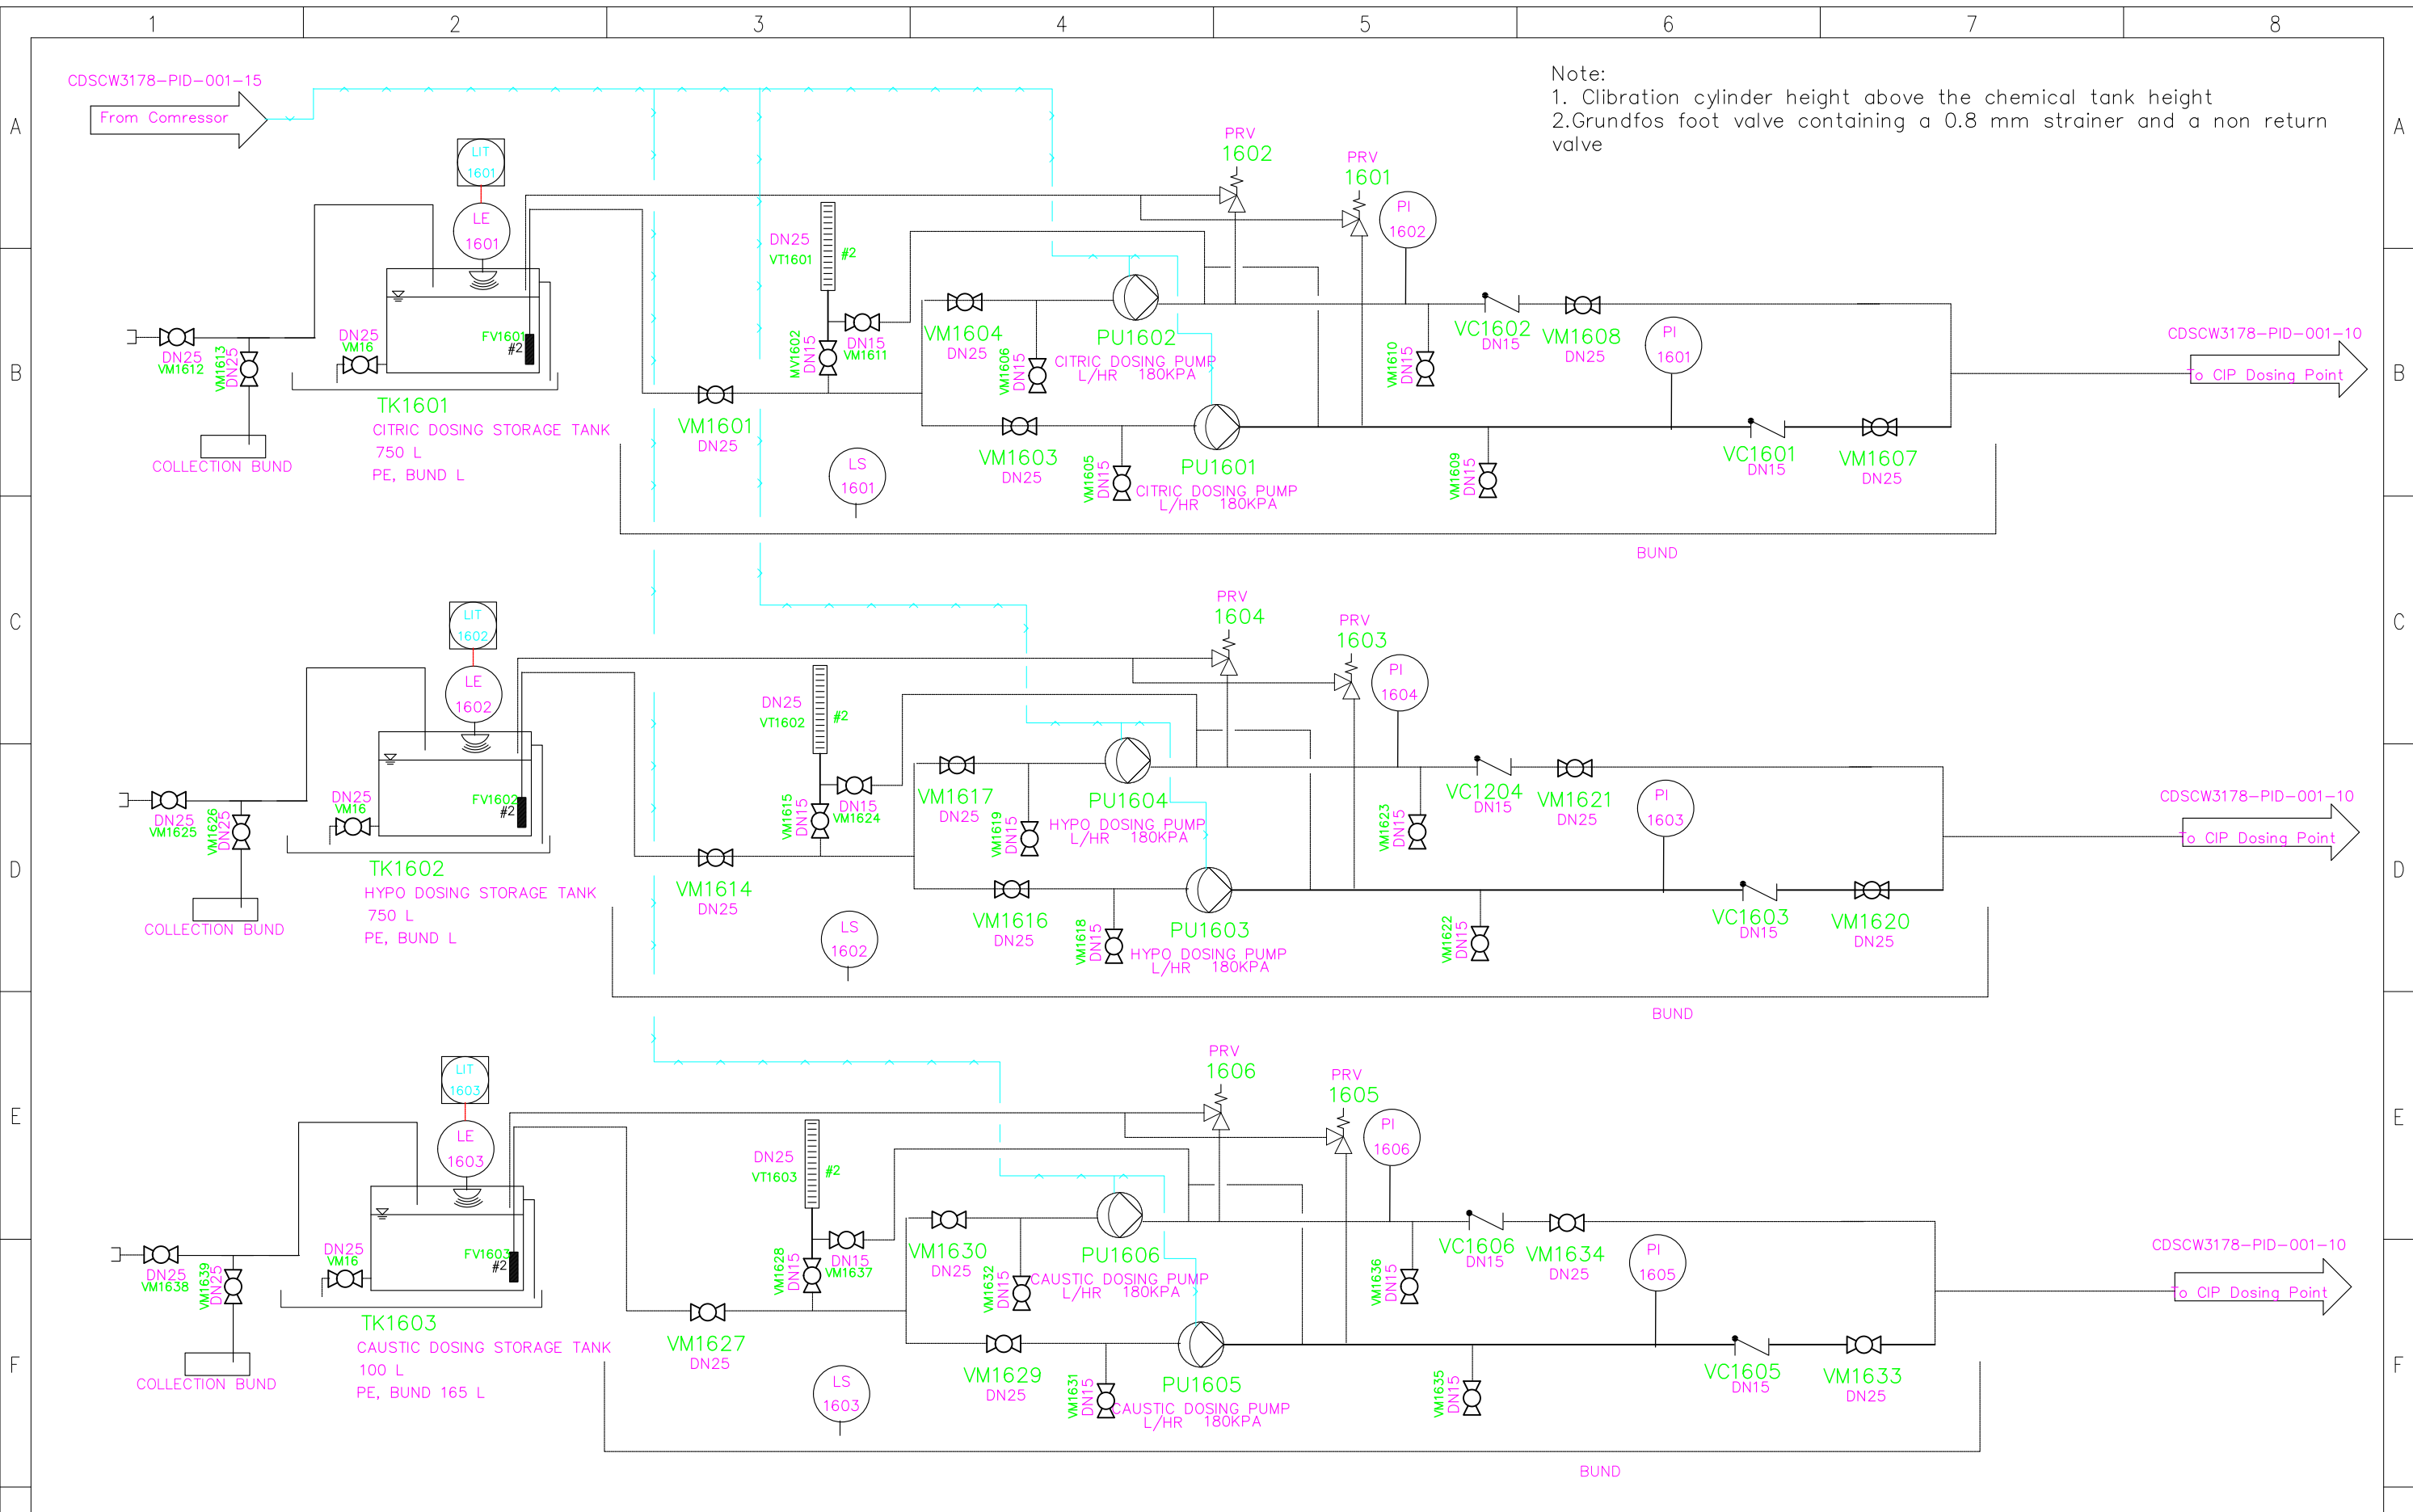 1 2 3 4 5 6 7 8
A A
B B
C C
D D
E E
F F
CDSCW3178-PID-001-15
From Comressor
Note:
1. Clibration cylinder height above the chemical tank height
2.Grundfos foot valve containing a 0.8 mm strainer and a non return
valve
LIT
1601
LE
1601
DN25
VT1601
#2
PRV
1602
PRV
1601
PI
1602
DN25
VM1612
VM1613
DN25
COLLECTION BUND
DN25
VM16
FV1601
#2
TK1601
CITRIC DOSING STORAGE TANK
750 L
PE, BUND L
VM1601
DN25
MV1602
DN15
DN15
VM1611
LS
1601
VM1604
DN25
VM1606
DN15
PU1602
CITRIC DOSING PUMP
L/HR 180KPA
VM1603
DN25
VM1605
DN15
PU1601
CITRIC DOSING PUMP
L/HR 180KPA
VM1610
DN15
VM1609
DN15
VC1602
DN15
VM1608
DN25
PI
1601
VC1601
DN15
VM1607
DN25
CDSCW3178-PID-001-10
To CIP Dosing Point
BUND
LIT
1602
LE
1602
DN25
VT1602
#2
PRV
1604
PRV
1603
PI
1604
DN25
VM1625
VM1626
DN25
COLLECTION BUND
DN25
VM16
FV1602
#2
TK1602
HYPO DOSING STORAGE TANK
750 L
PE, BUND L
VM1614
DN25
VM1615
DN15
DN15
VM1624
LS
1602
VM1617
DN25
VM1619
DN15
PU1604
HYPO DOSING PUMP
L/HR 180KPA
VM1616
DN25
VM1618
DN15
PU1603
HYPO DOSING PUMP
L/HR 180KPA
VM1623
DN15
VM1622
DN15
VC1204
DN15
VM1621
DN25
PI
1603
VC1603
DN15
VM1620
DN25
CDSCW3178-PID-001-10
To CIP Dosing Point
BUND
LIT
1603
LE
1603
DN25
VT1603
#2
PRV
1606
PRV
1605
PI
1606
DN25
VM1638
VM1639
DN25
COLLECTION BUND
DN25
VM16
FV1603
#2
TK1603
CAUSTIC DOSING STORAGE TANK
100 L
PE, BUND 165 L
VM1627
DN25
VM1628
DN15
DN15
VM1637
LS
1603
VM1630
DN25
VM1632
DN15
PU1606
CAUSTIC DOSING PUMP
L/HR 180KPA
VM1629
DN25
VM1631
DN15
PU1605
CAUSTIC DOSING PUMP
L/HR 180KPA
VM1636
DN15
VM1635
DN15
VC1606
DN15
VM1634
DN25
PI
1605
VC1605
DN15
VM1633
DN25
CDSCW3178-PID-001-10
To CIP Dosing Point
BUND